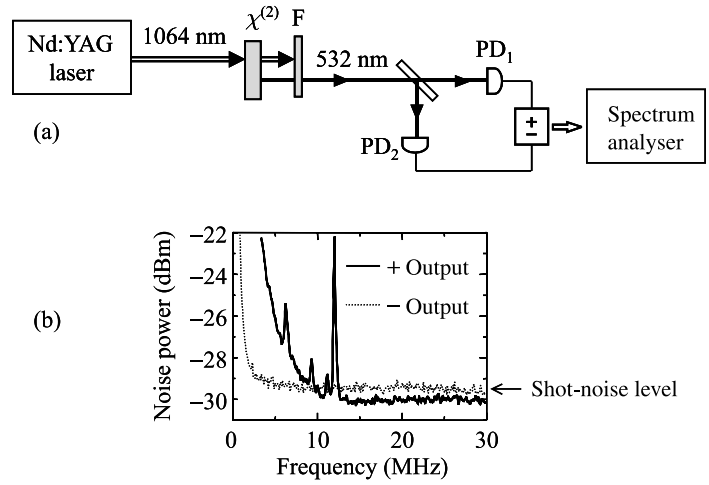 Nd:YAG
laser
1064 nm
χ(2)
F
532 nm
PD1
PD2
+
−
Spectrum
analyser
(a)
(b)
Noise power (dBm)
−22
−24
−26
−28
−30
+ Output
− Output
Shot-noise level
0 10 20 30
Frequency (MHz)